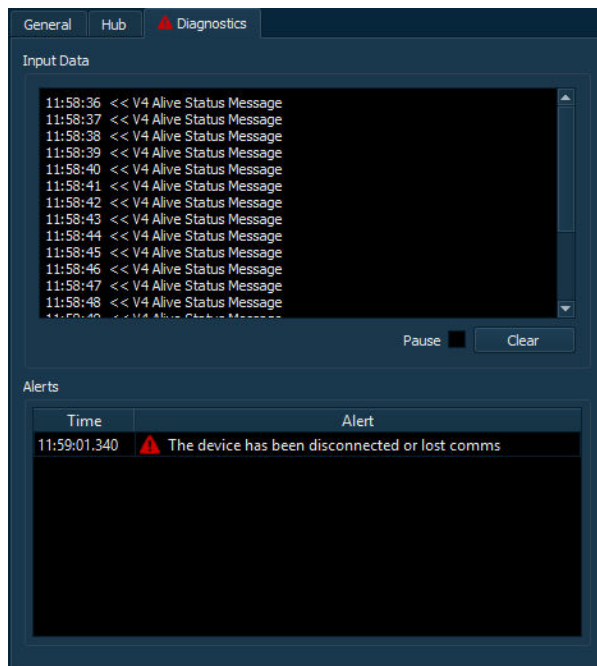 General Hub Diagnostics
Input Data
11:58:36 << V4 Alive Status Message
11:58:37 << V4 Alive Status Message
11:58:38 << V4 Alive Status Message
11:58:39 << V4 Alive Status Message
11:58:40 << V4 Alive Status Message
11:58:41 << V4 Alive Status Message
11:58:42 << V4 Alive Status Message
11:58:43 << V4 Alive Status Message
11:58:44 << V4 Alive Status Message
11:58:45 << V4 Alive Status Message
11:58:46 << V4 Alive Status Message
11:58:47 << V4 Alive Status Message
11:58:48 << V4 Alive Status Message
Pause Clear
Alerts
Time Alert
11:59:01.340 The device has been disconnected or lost comms